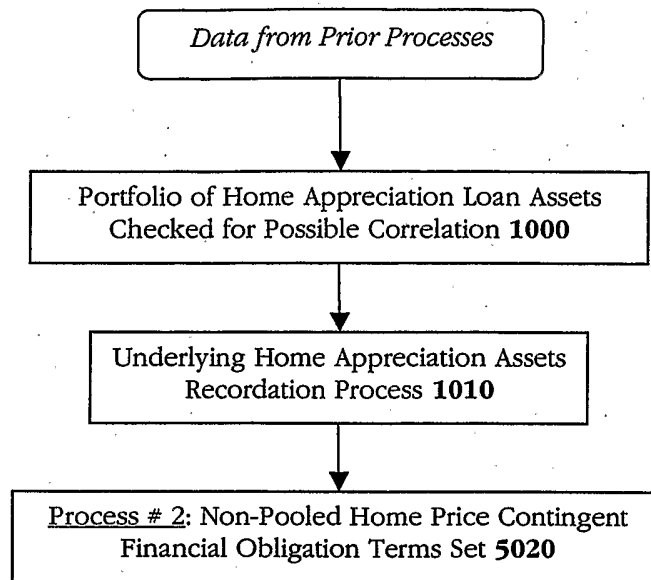 Data from Prior Processes
Portfolio of Home Appreciation Loan Assets
Checked for Possible Correlation 1000
Underlying Home Appreciation Assets
Recordation Process 1010
Process # 2: Non-Pooled Home Price Contingent
Financial Obligation Terms Set 5020